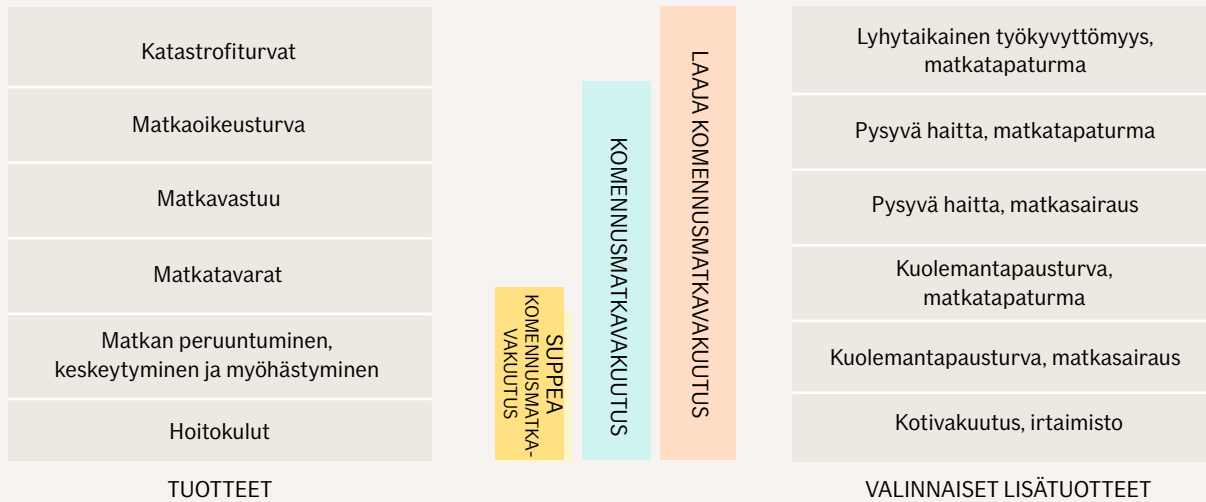 Katastrofiturvat
Matkaoikeusturva
Matkavastuu
Matkatavarat
Matkan peruuntuminen,
keskeytyminen ja myöhästyminen
Hoitokulut
TUOTTEET
SUPPEA
KOMENNUSMATKA-
VAKUUTUS
KOMENNUSMATKAVAKUUTUS
LAAJA KOMENNUSMATKAVAKUUTUS
Lyhytaikainen työkyvyttömyys,
matkatapaturma
Pysyvä haitta, matkatapaturma
Pysyvä haitta, matkasairaus
Kuolemantapausturva,
matkatapaturma
Kuolemantapausturva, matkasairaus
Kotivakuutus, irtaimisto
VALINNAISET LISÄTUOTTEET